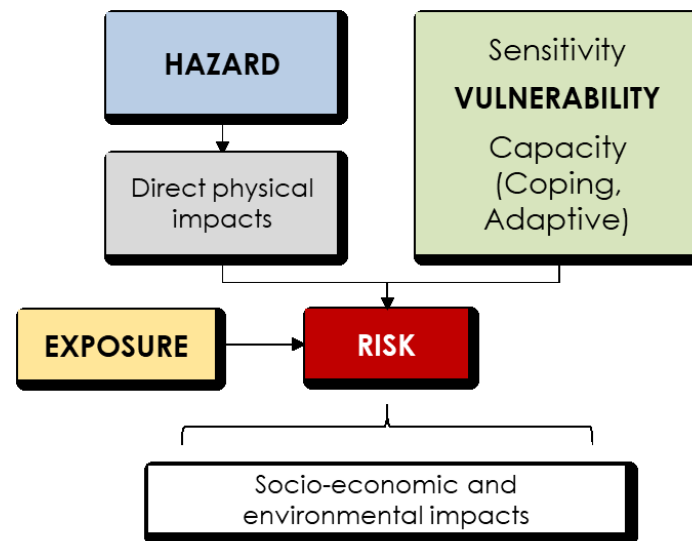 HAZARD
Direct physical
impacts
Sensitivity
VULNERABILITY
Capacity
(Coping,
Adaptive)
EXPOSURE
RISK
Socio-economic and
environmental impacts